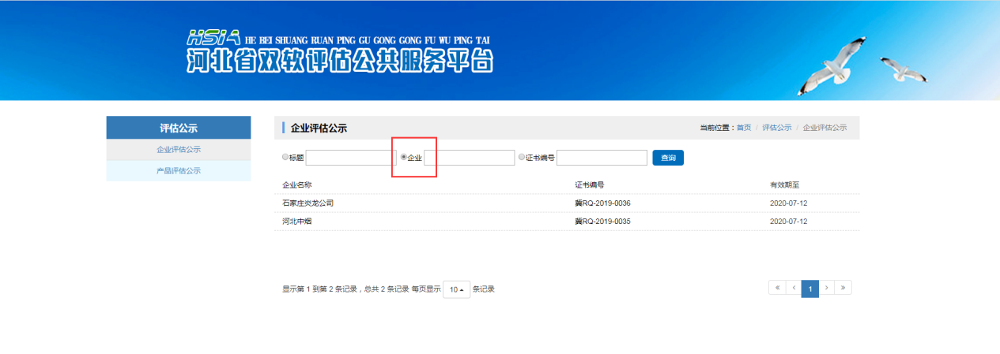 HSIA HE BEI SHUANG RUAN PING GU GONG GONG FU WU PING TAI
河北省双软评估公共服务平台
评估公示
企业评估公示
产品评估公示
企业评估公示 当前位置：首页 / 评估公示 / 企业评估公示
标题 企业 证书编号 查询
企业名称 证书编号 有效期至
石家庄炎龙公司 冀RQ-2019-0036 2020-07-12
河北中烟 冀RQ-2019-0035 2020-07-12
显示第 1 到第 2 条记录，总共 2 条记录 每页显示 10 条记录 « ‹ 1 › »